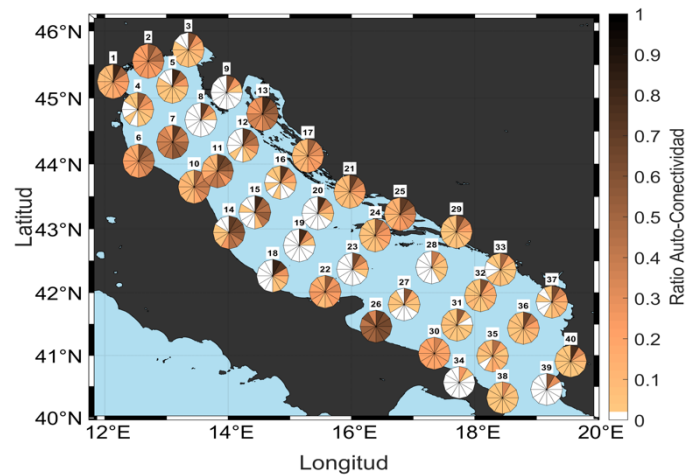 46°N
45°N
44°N
43°N
42°N
41°N
40°N
Latitud
12°E 14°E 16°E 18°E 20°E
Longitud
1 2 3
4 5 9
6 7 8 13
10 11 12 17
14 15 16 21
18 19 20 24 25
22 23 28 29
26 27 32 33
30 31 36 37
34 35 40
38 39
1
0.9
0.8
0.7
0.6
0.5
0.4
0.3
0.2
0.1
0
Ratio Auto-Conectividad